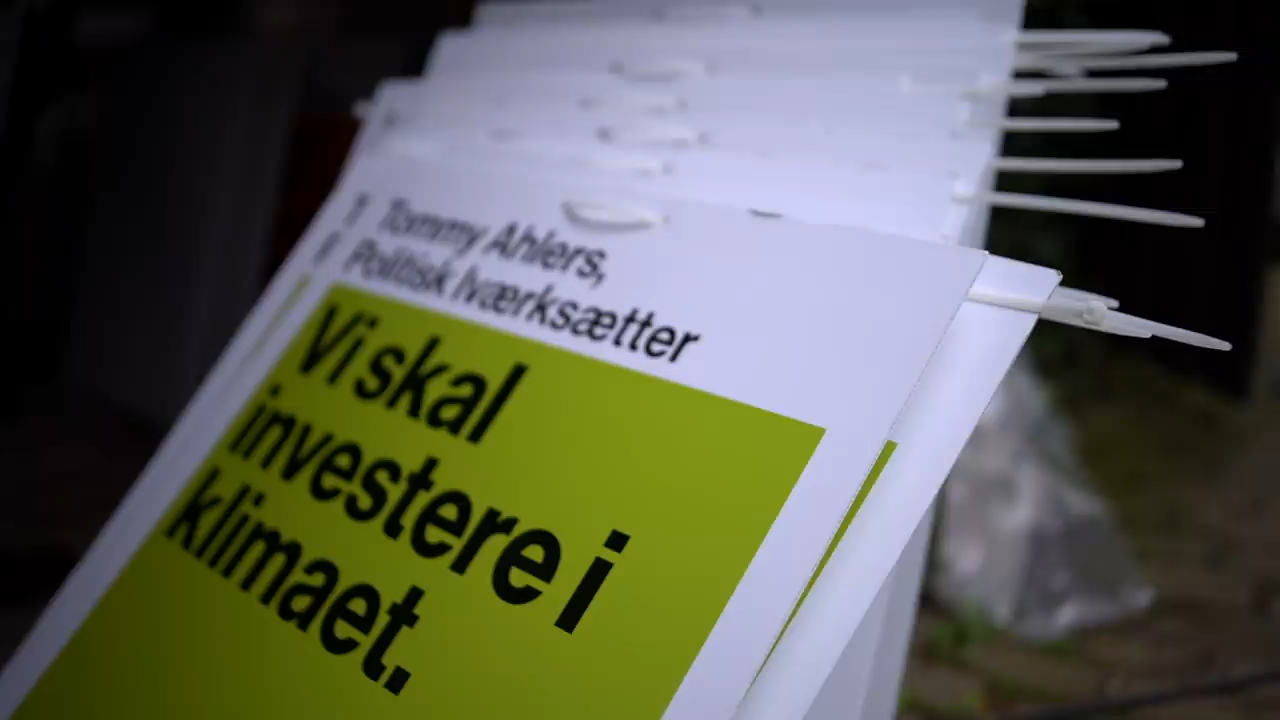 Tommy Ahlers,
Politisk Iværksætter
Vi skal
investere i
klimaet.